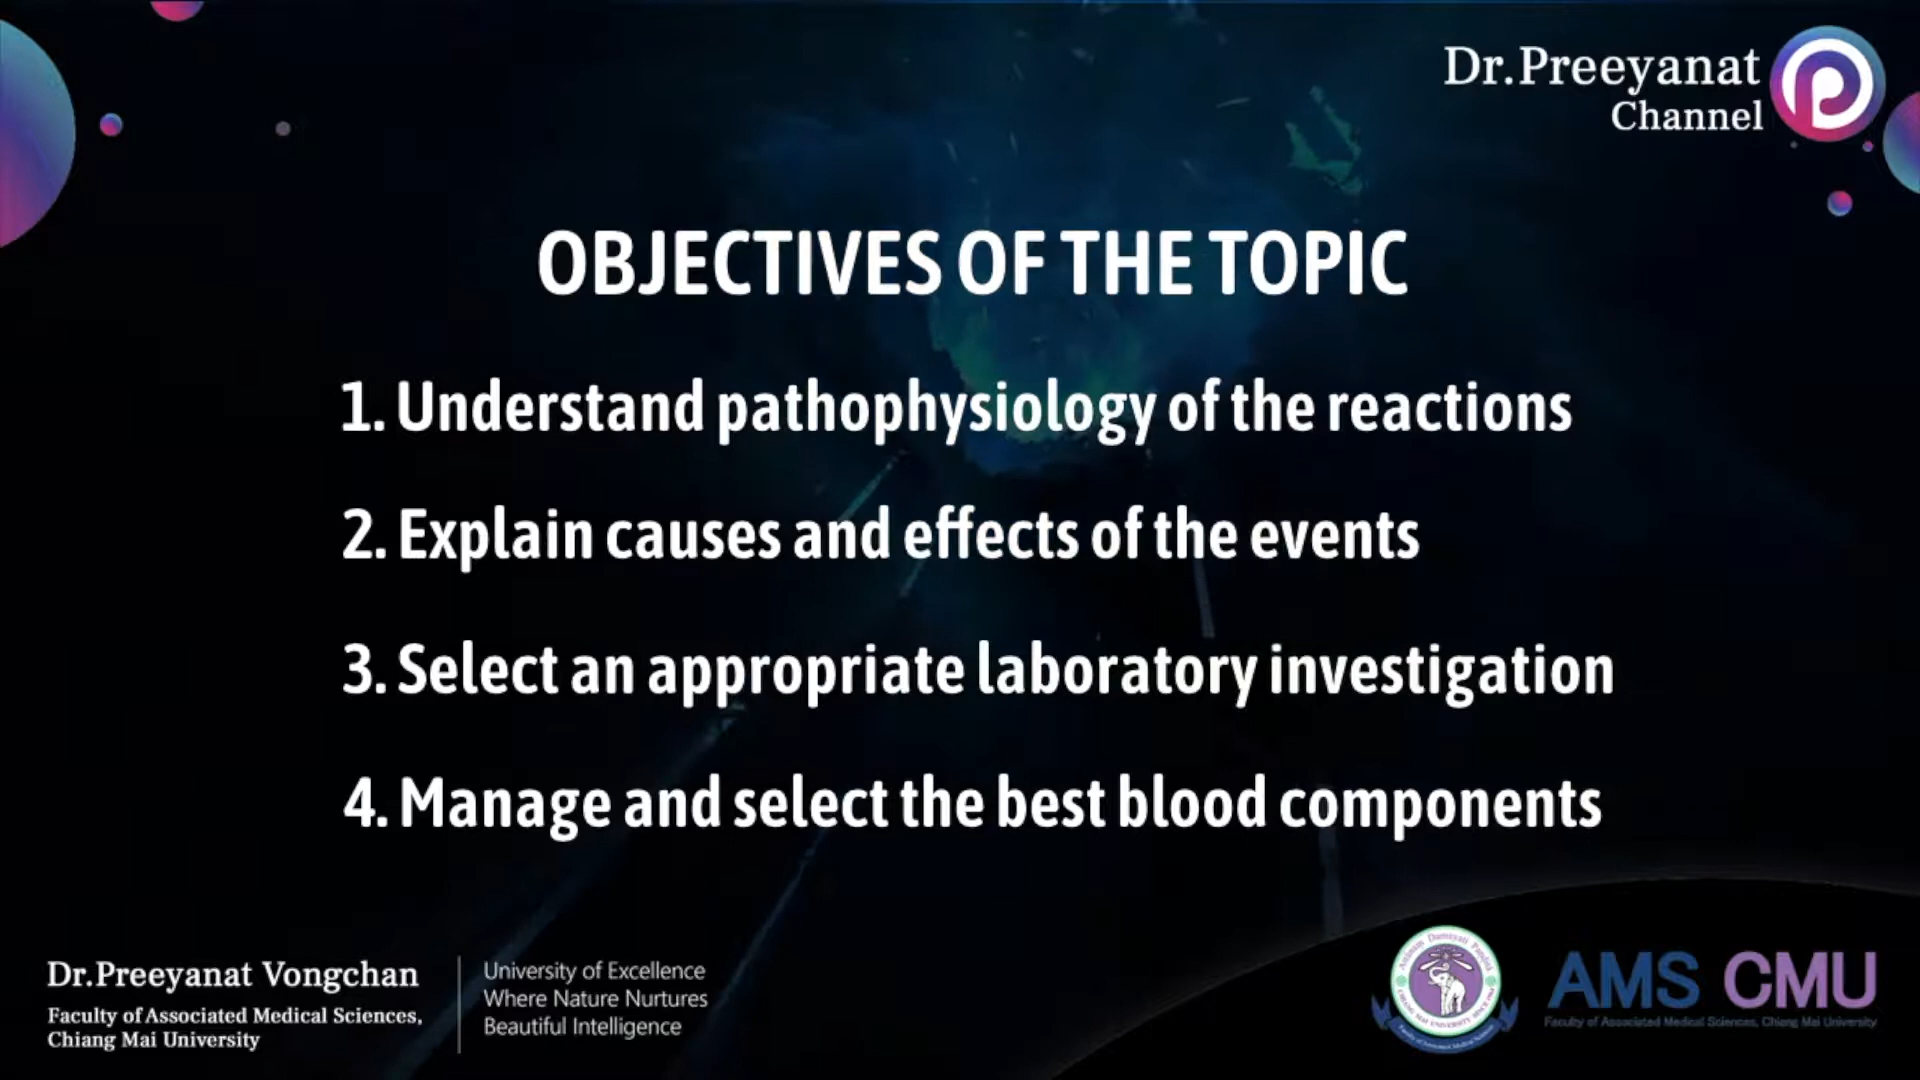 Dr.Preeyanat
Channel
OBJECTIVES OF THE TOPIC
1. Understand pathophysiology of the reactions
2. Explain causes and effects of the events
3. Select an appropriate laboratory investigation
4. Manage and select the best blood components
Dr.Preeyanat Vongchan
Faculty of Associated Medical Sciences,
Chiang Mai University
University of Excellence
Where Nature Nurtures
Beautiful Intelligence
AMS CMU
Faculty of Associated Medical Sciences, Chiang Mai University